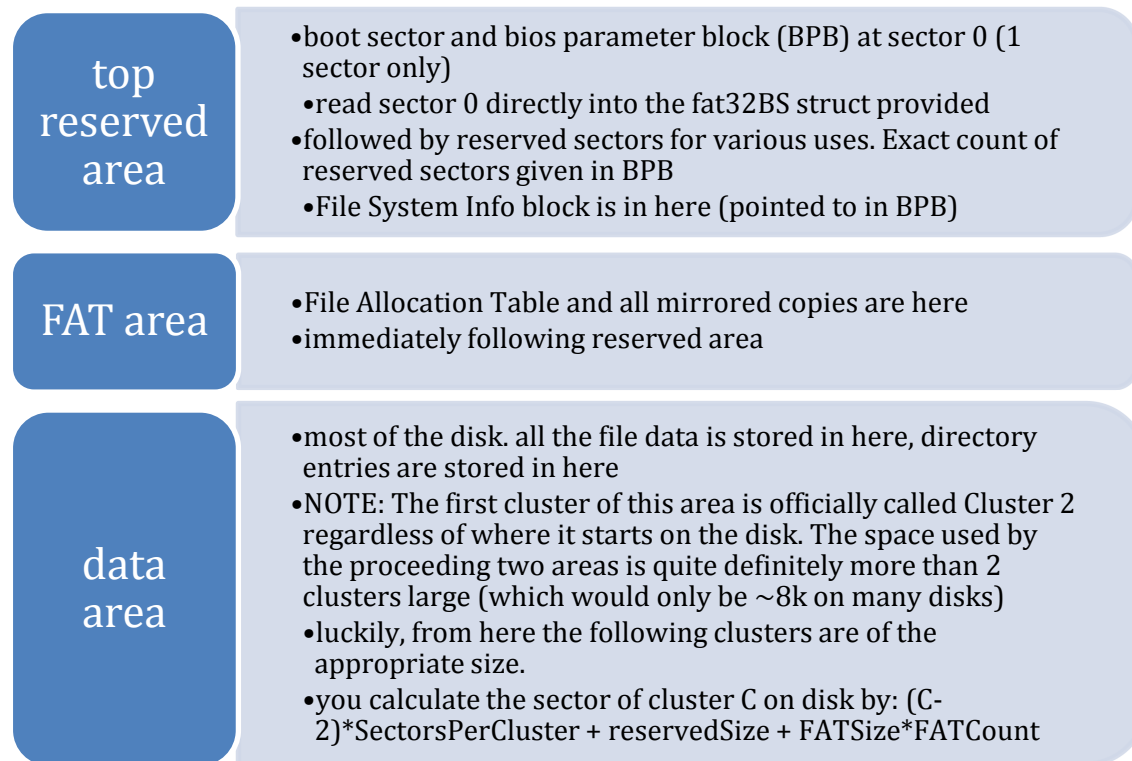 top
reserved
area
•boot sector and bios parameter block (BPB) at sector 0 (1
sector only)
•read sector 0 directly into the fat32BS struct provided
•followed by reserved sectors for various uses. Exact count of
reserved sectors given in BPB
•File System Info block is in here (pointed to in BPB)
FAT area
•File Allocation Table and all mirrored copies are here
•immediately following reserved area
data
area
•most of the disk. all the file data is stored in here, directory
entries are stored in here
•NOTE: The first cluster of this area is officially called Cluster 2
regardless of where it starts on the disk. The space used by
the proceeding two areas is quite definitely more than 2
clusters large (which would only be ~8k on many disks)
•luckily, from here the following clusters are of the
appropriate size.
•you calculate the sector of cluster C on disk by: (C-
2)*SectorsPerCluster + reservedSize + FATSize*FATCount